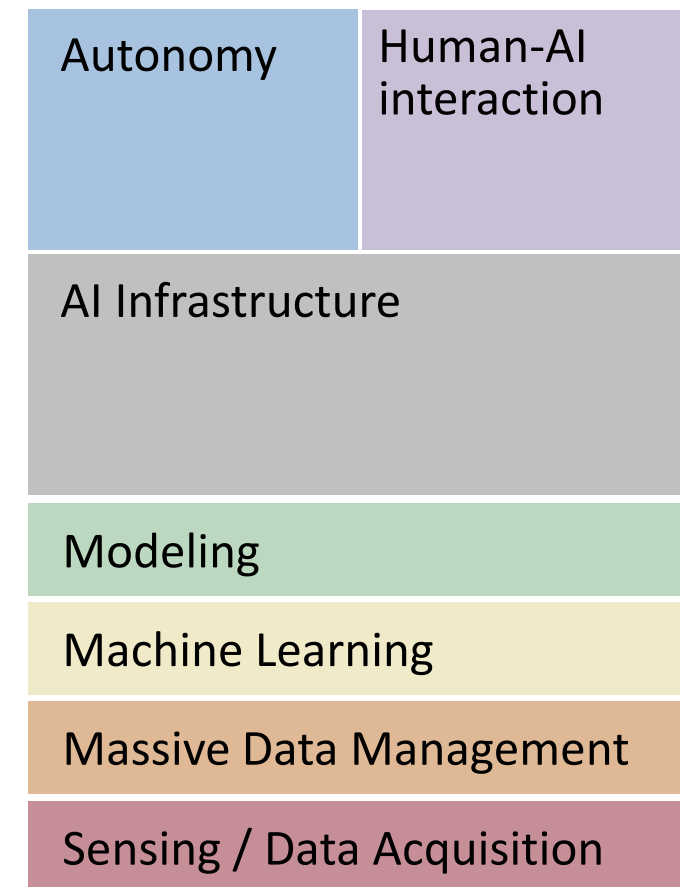 Autonomy
Human-AI
interaction
AI Infrastructure
Modeling
Machine Learning
Massive Data Management
Sensing / Data Acquisition